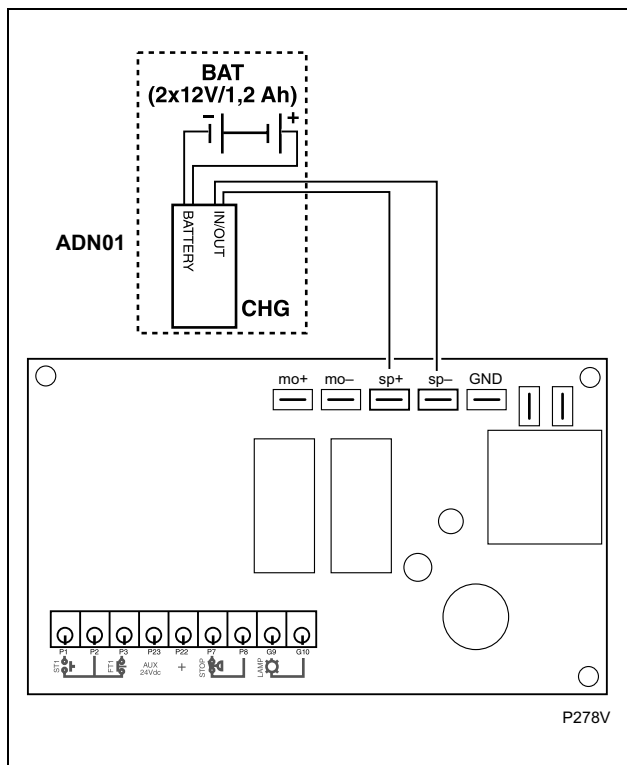 BAT
(2x12V/1,2 Ah)
– +
BATTERY
IN/OUT
ADN01
CHG
mo+ mo– sp+ sp– GND
P1 P2 P3 P23 P22 P7 P8 G9 G10
ST1 FT1 AUX 24Vdc + STOP LAMP
P278V